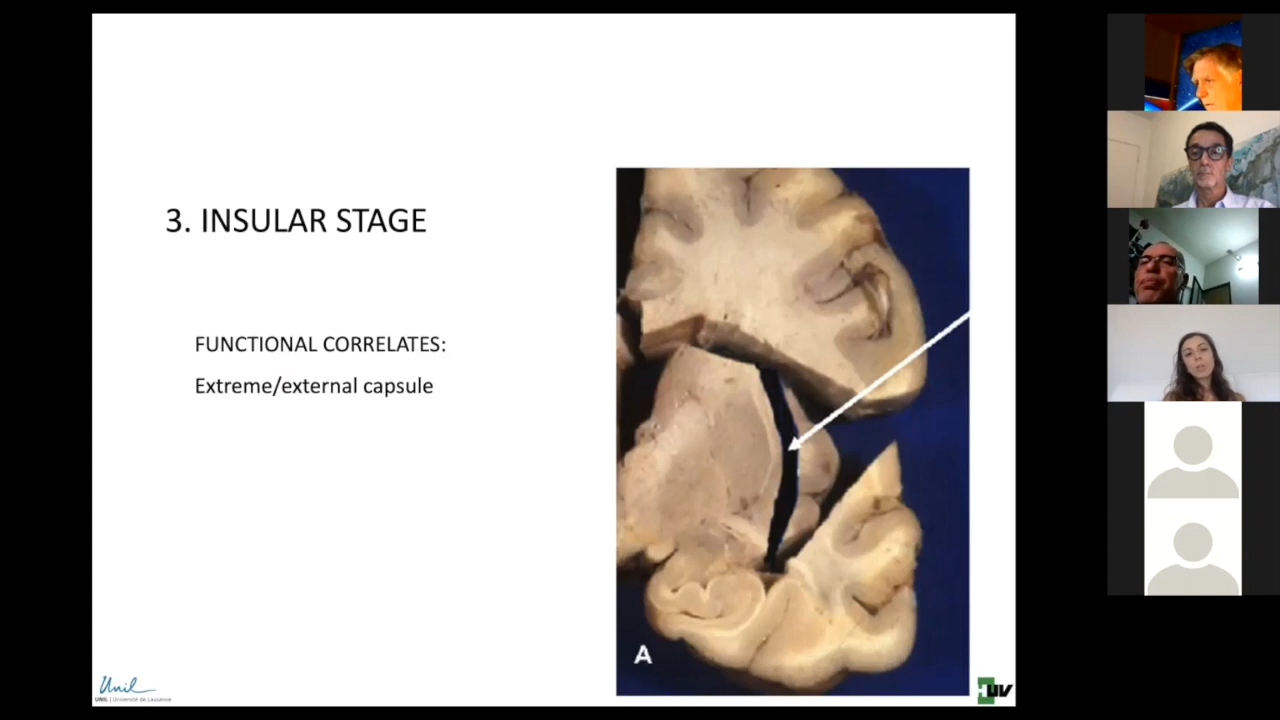 3. INSULAR STAGE
FUNCTIONAL CORRELATES:
Extreme/external capsule
A
Unil
UNIL | Université de Lausanne